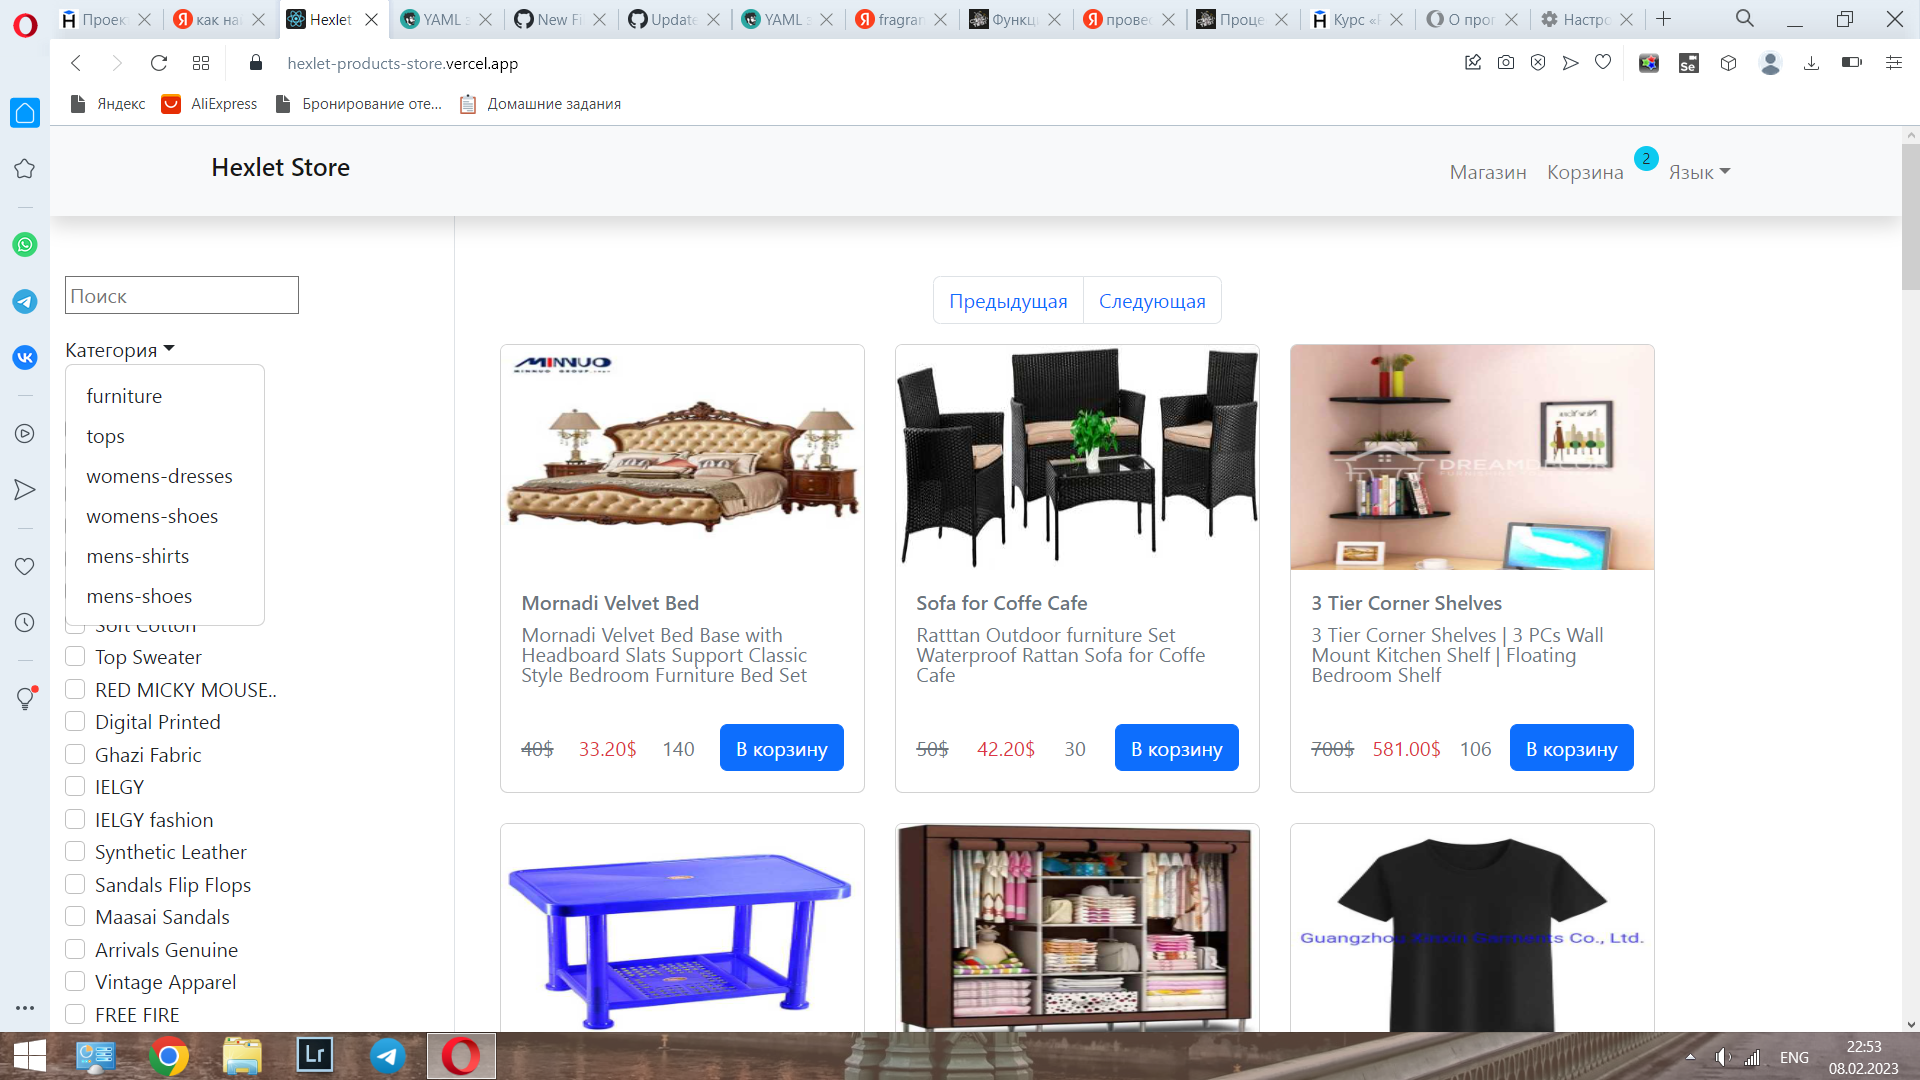 Проек
как на
Hexlet
YAML з
New Fi
Update
YAML з
fragran
Функц
прове
Проце
Курс «
О прог
Настро
hexlet-products-store.vercel.app
Яндекс
AliExpress
Бронирование оте...
Домашние задания
Hexlet Store
Магазин
Корзина
2
Язык
Поиск
Категория
furniture
tops
womens-dresses
womens-shoes
mens-shirts
mens-shoes
Soft Cotton
Top Sweater
RED MICKY MOUSE..
Digital Printed
Ghazi Fabric
IELGY
IELGY fashion
Synthetic Leather
Sandals Flip Flops
Maasai Sandals
Arrivals Genuine
Vintage Apparel
FREE FIRE
Предыдущая
Следующая
MINNUO
Mornadi Velvet Bed
Mornadi Velvet Bed Base with
Headboard Slats Support Classic
Style Bedroom Furniture Bed Set
40$ 33.20$ 140 В корзину
Sofa for Coffe Cafe
Ratttan Outdoor furniture Set
Waterproof Rattan Sofa for Coffe
Cafe
50$ 42.20$ 30 В корзину
DREAMDECOR
3 Tier Corner Shelves
3 Tier Corner Shelves | 3 PCs Wall
Mount Kitchen Shelf | Floating
Bedroom Shelf
700$ 581.00$ 106 В корзину
Guangzhou Xinxin Garments Co., Ltd.
Se
Lr
ENG
22:53
08.02.2023